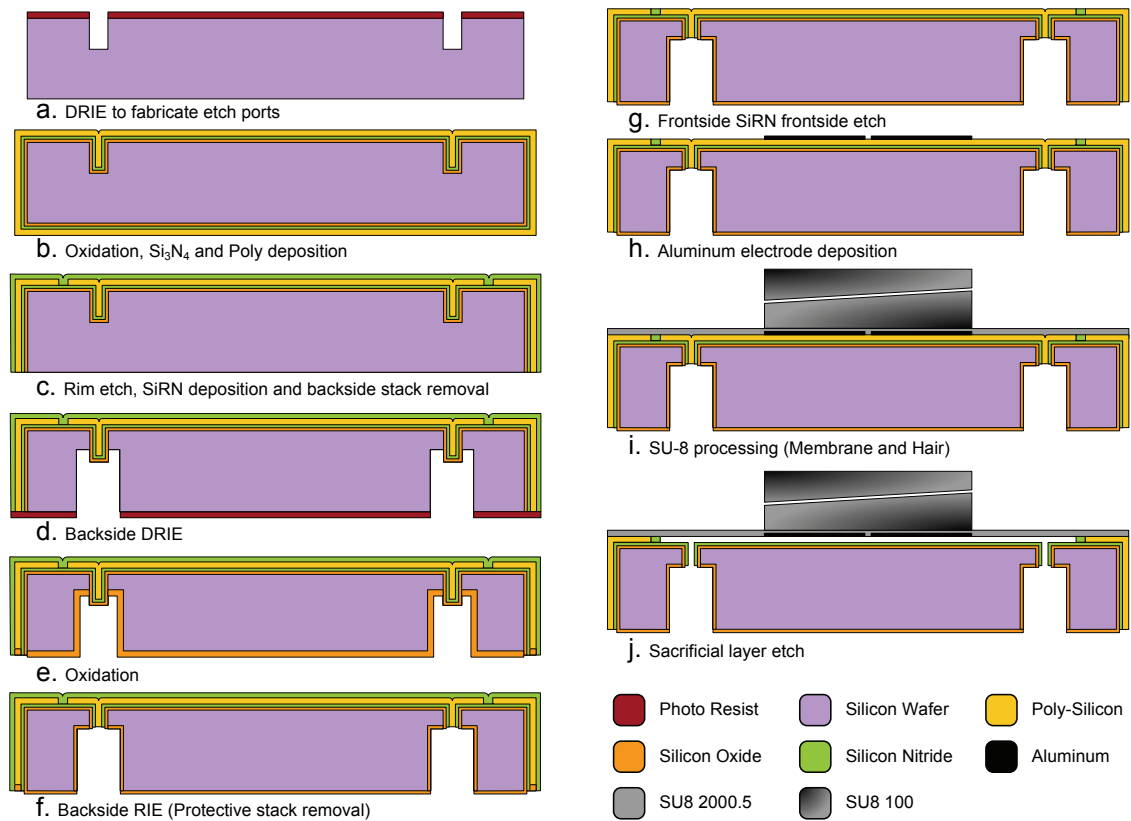 a. DRIE to fabricate etch ports
b. Oxidation, Si₃N₄ and Poly deposition
c. Rim etch, SiRN deposition and backside stack removal
d. Backside DRIE
e. Oxidation
f. Backside RIE (Protective stack removal)
g. Frontside SiRN frontside etch
h. Aluminum electrode deposition
i. SU-8 processing (Membrane and Hair)
j. Sacrificial layer etch
Photo Resist
Silicon Wafer
Poly-Silicon
Silicon Oxide
Silicon Nitride
Aluminum
SU8 2000.5
SU8 100